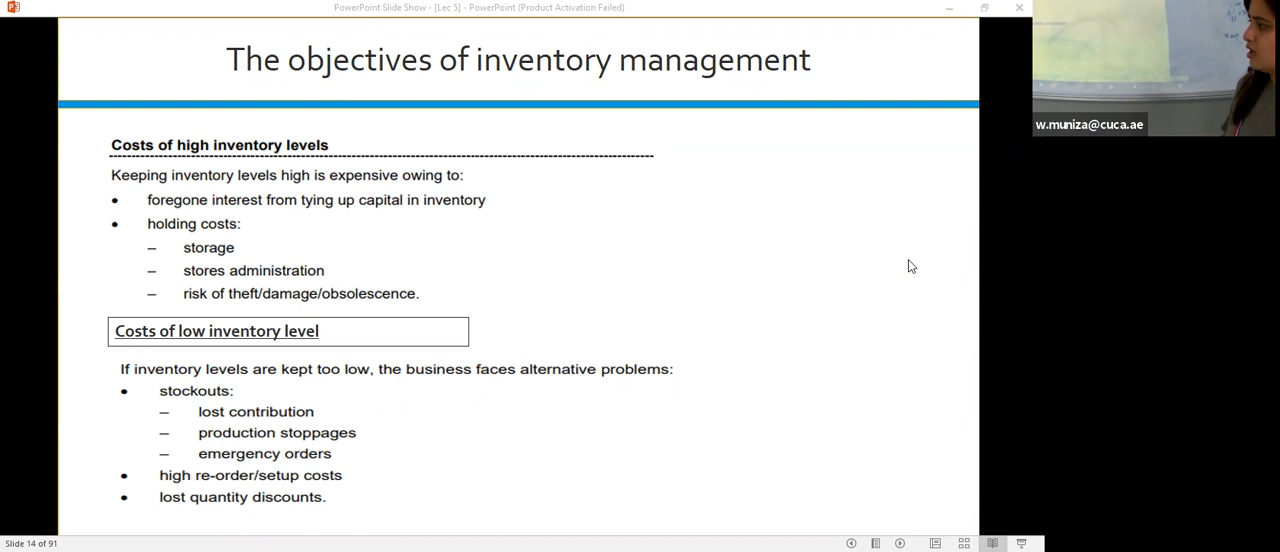 PowerPoint Slide Show - [Lec 3] - PowerPoint (Product Activation Failed)
The objectives of inventory management
w.muniza@cuca.ae
Costs of high inventory levels
Keeping inventory levels high is expensive owing to:
• foregone interest from tying up capital in inventory
• holding costs:
– storage
– stores administration
– risk of theft/damage/obsolescence.
Costs of low inventory level
If inventory levels are kept too low, the business faces alternative problems:
• stockouts:
– lost contribution
– production stoppages
– emergency orders
• high re-order/setup costs
• lost quantity discounts.
Slide 14 of 91